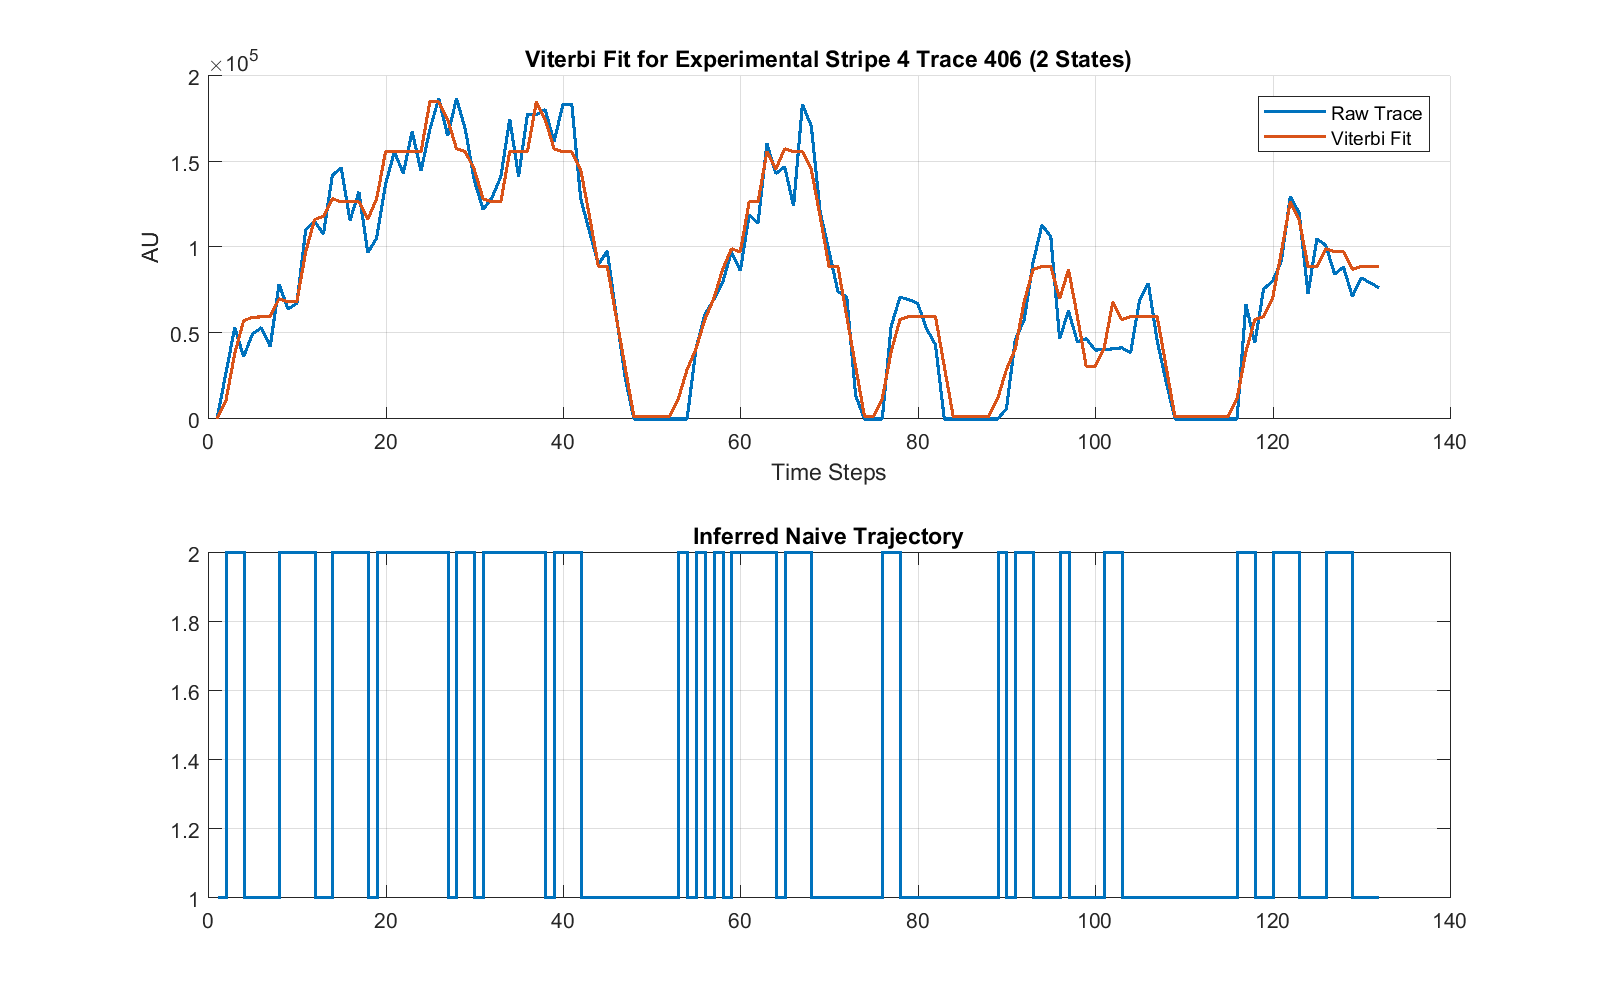 Viterbi Fit for Experimental Stripe 4 Trace 406 (2 States)
×10⁵
2
1.5
1
0.5
0
AU
Raw Trace
Viterbi Fit
0 20 40 60 80 100 120 140
Time Steps
Inferred Naive Trajectory
2
1.8
1.6
1.4
1.2
1
0 20 40 60 80 100 120 140